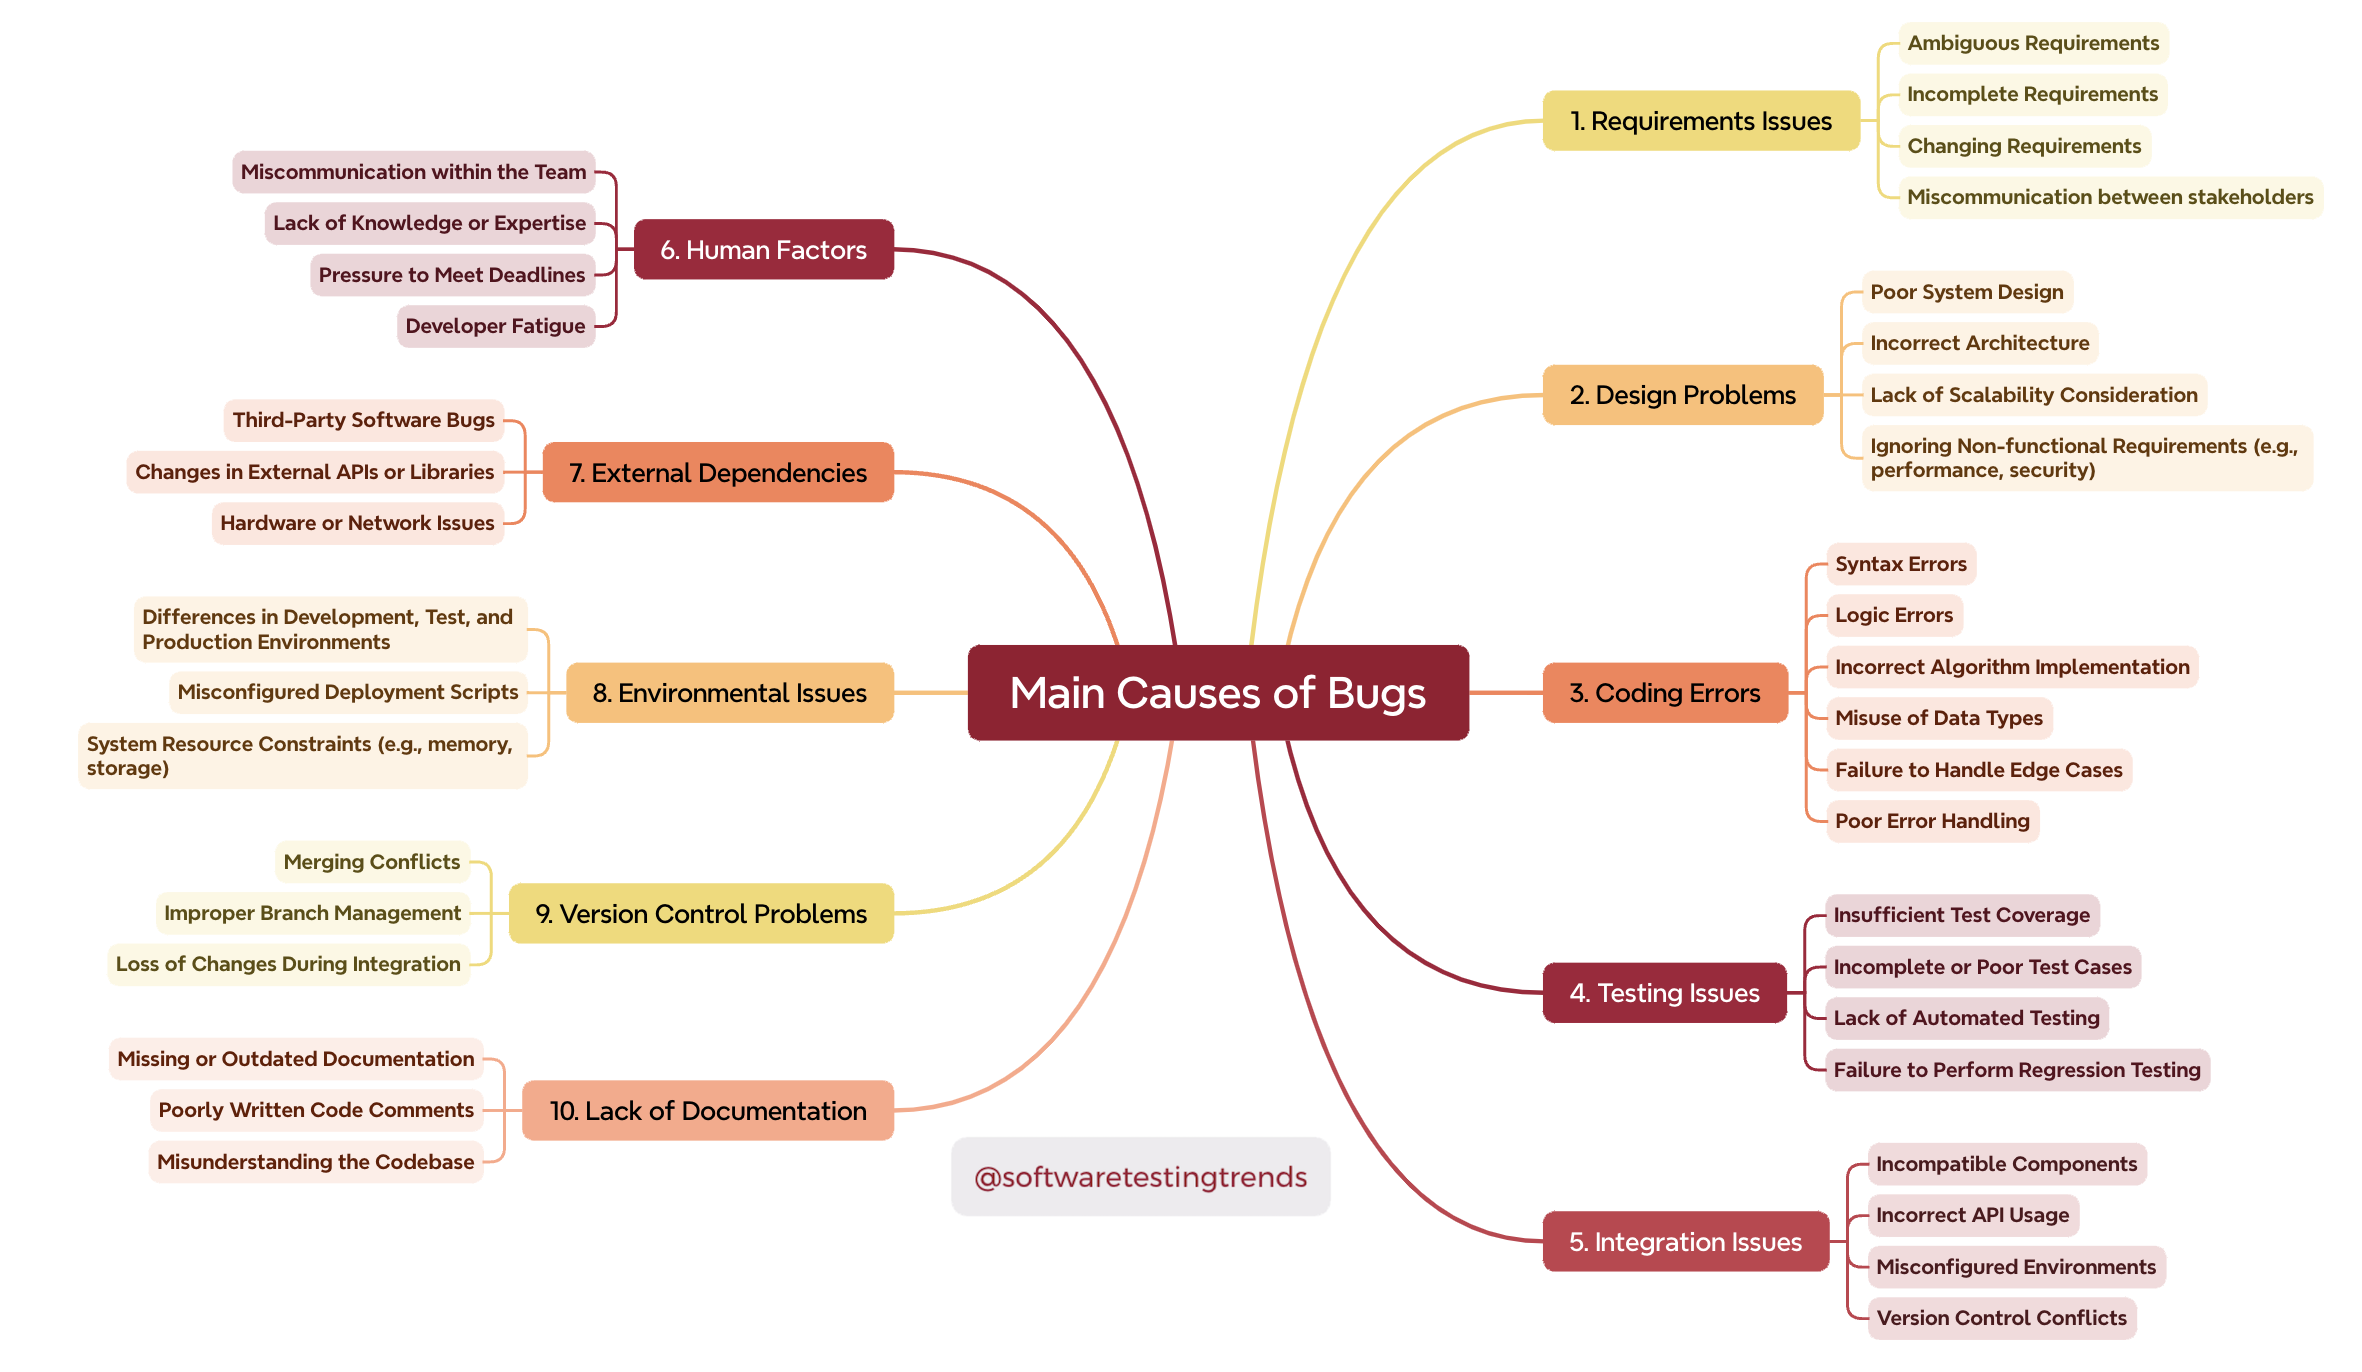 Main Causes of Bugs
1. Requirements Issues
Ambiguous Requirements
Incomplete Requirements
Changing Requirements
Miscommunication between stakeholders
2. Design Problems
Poor System Design
Incorrect Architecture
Lack of Scalability Consideration
Ignoring Non-functional Requirements (e.g.,
performance, security)
3. Coding Errors
Syntax Errors
Logic Errors
Incorrect Algorithm Implementation
Misuse of Data Types
Failure to Handle Edge Cases
Poor Error Handling
4. Testing Issues
Insufficient Test Coverage
Incomplete or Poor Test Cases
Lack of Automated Testing
Failure to Perform Regression Testing
5. Integration Issues
Incompatible Components
Incorrect API Usage
Misconfigured Environments
Version Control Conflicts
6. Human Factors
Miscommunication within the Team
Lack of Knowledge or Expertise
Pressure to Meet Deadlines
Developer Fatigue
7. External Dependencies
Third-Party Software Bugs
Changes in External APIs or Libraries
Hardware or Network Issues
8. Environmental Issues
Differences in Development, Test, and
Production Environments
Misconfigured Deployment Scripts
System Resource Constraints (e.g., memory,
storage)
9. Version Control Problems
Merging Conflicts
Improper Branch Management
Loss of Changes During Integration
10. Lack of Documentation
Missing or Outdated Documentation
Poorly Written Code Comments
Misunderstanding the Codebase
@softwaretestingtrends